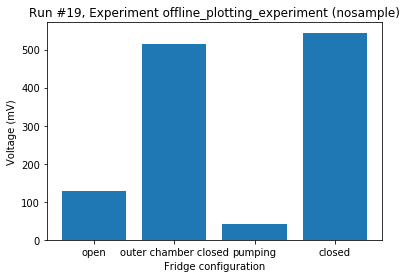 Run #19, Experiment offline_plotting_experiment (nosample)
Voltage (mV)
500
400
300
200
100
0
open
outer chamber closed
pumping
closed
Fridge configuration